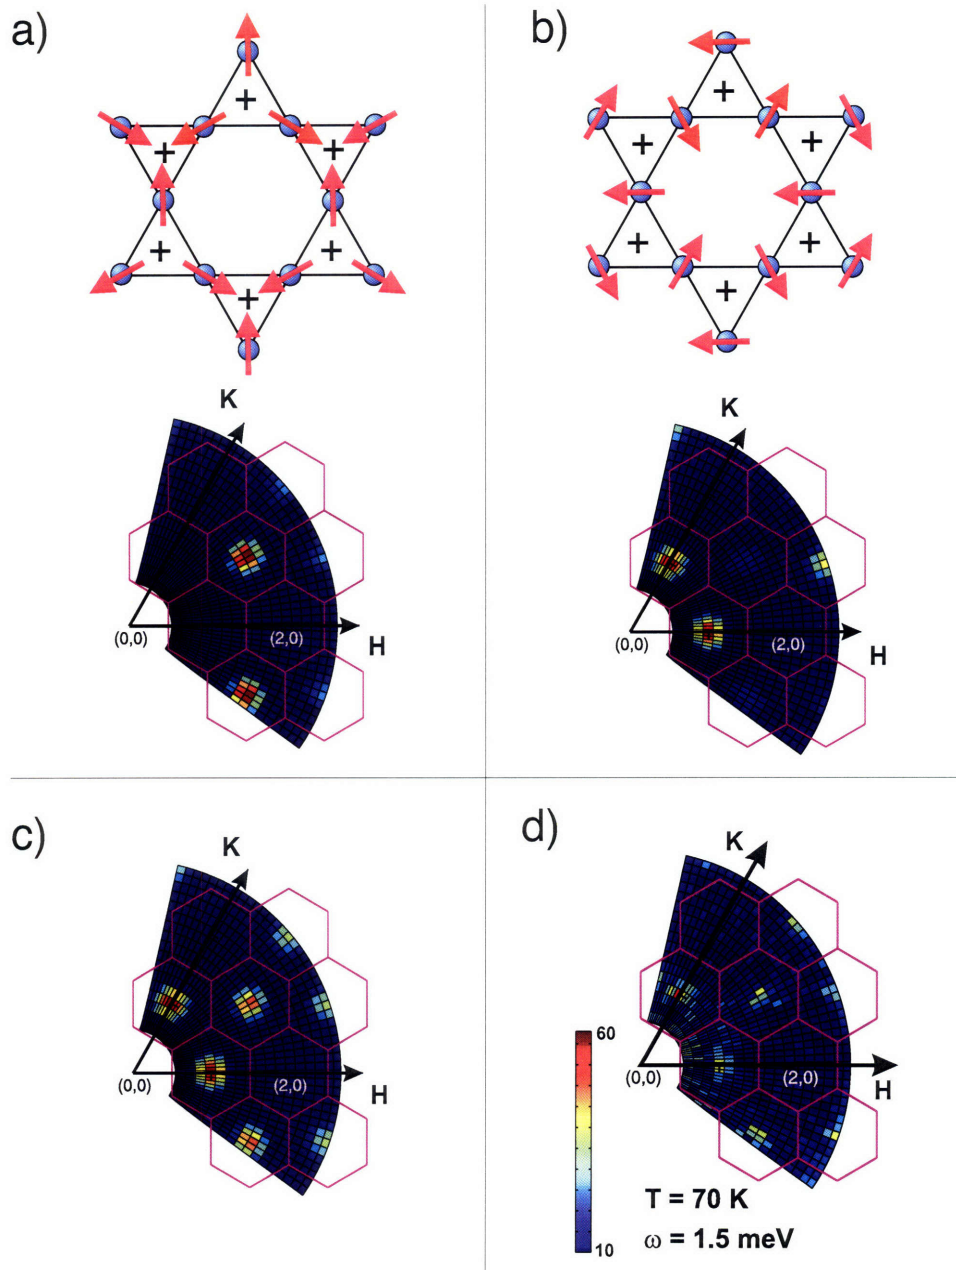 a)
+
+ +
+ +
+
K
(0,0) (2,0)
H
b)
+
+ +
+ +
+
K
(0,0) (2,0)
H
c)
K
(0,0) (2,0)
H
d)
K
(0,0) (2,0)
H
60
10
T = 70 K
ω = 1.5 meV